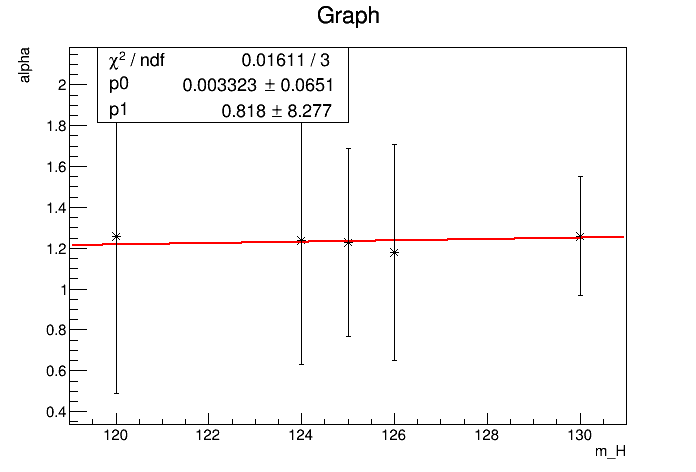 Graph
alpha
χ² / ndf 0.01611 / 3
p0 0.003323 ± 0.0651
p1 0.818 ± 8.277
2
1.8
1.6
1.4
1.2
1
0.8
0.6
0.4
120 122 124 126 128 130
m_H